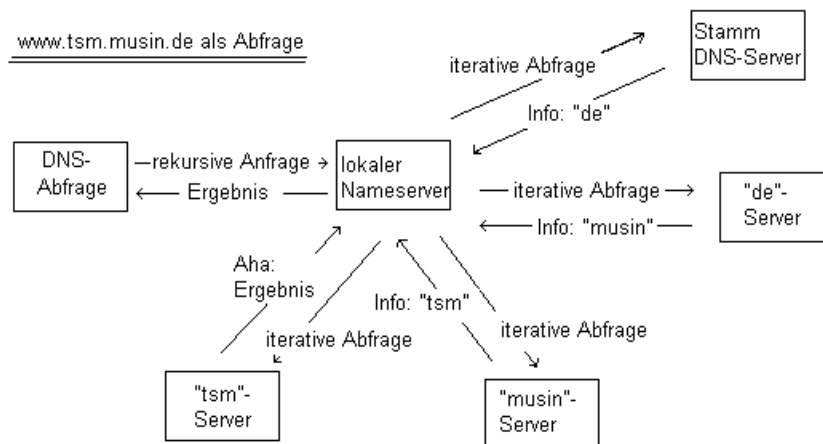 www.tsm.musin.de als Abfrage
Stamm
DNS-Server
iterative Abfrage
Info: "de"
DNS-
Abfrage
rekursive Anfrage
Ergebnis
lokaler
Nameserver
iterative Abfrage
Info: "musin"
"de"-
Server
Aha:
Ergebnis
iterative Abfrage
Info: "tsm"
iterative Abfrage
"tsm"-
Server
"musin"-
Server